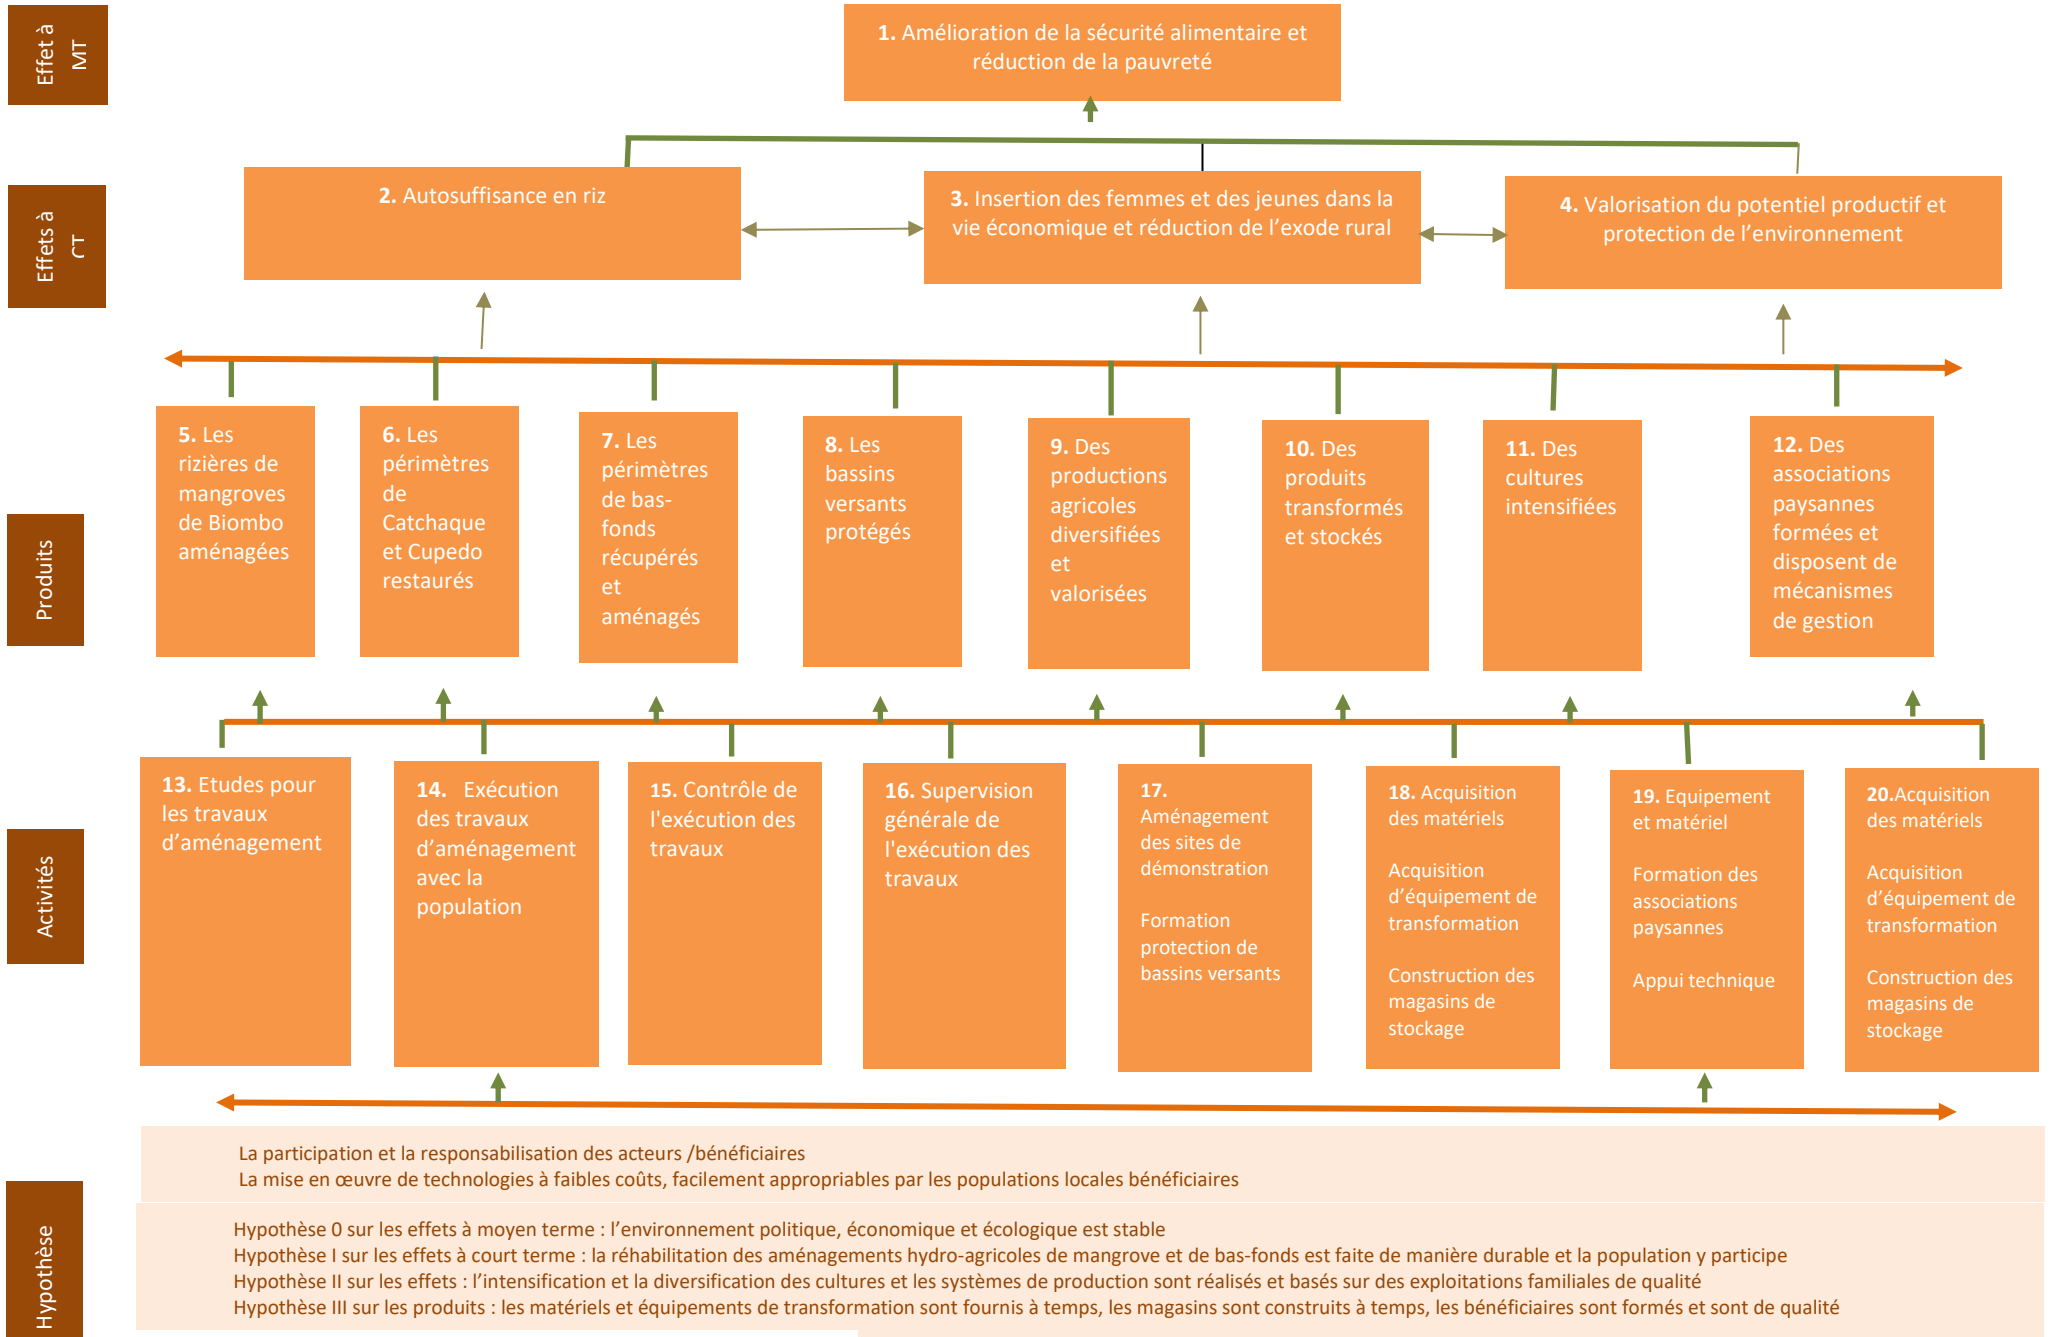 Effet à
MT
1. Amélioration de la sécurité alimentaire et
réduction de la pauvreté
Effets à
CT
2. Autosuffisance en riz
3. Insertion des femmes et des jeunes dans la
vie économique et réduction de l’exode rural
4. Valorisation du potentiel productif et
protection de l’environnement
Produits
5. Les
rizières de
mangroves
de Biombo
aménagées
6. Les
périmètres
de
Catchaque
et Cupedo
restaurés
7. Les
périmètres
de bas-
fonds
récupérés
et
aménagés
8. Les
bassins
versants
protégés
9. Des
productions
agricoles
diversifiées
et
valorisées
10. Des
produits
transformés
et stockés
11. Des
cultures
intensifiées
12. Des
associations
paysannes
formées et
disposent de
mécanismes
de gestion
Activités
13. Etudes pour
les travaux
d’aménagement
14. Exécution
des travaux
d’aménagement
avec la
population
15. Contrôle de
l'exécution des
travaux
16. Supervision
générale de
l'exécution des
travaux
17.
Aménagement
des sites de
démonstration
Formation
protection de
bassins versants
18. Acquisition
des matériels
Acquisition
d’équipement de
transformation
Construction des
magasins de
stockage
19. Equipement
et matériel
Formation des
associations
paysannes
Appui technique
20.Acquisition
des matériels
Acquisition
d’équipement de
transformation
Construction des
magasins de
stockage
Hypothèse
La participation et la responsabilisation des acteurs /bénéficiaires
La mise en œuvre de technologies à faibles coûts, facilement appropriables par les populations locales bénéficiaires
Hypothèse 0 sur les effets à moyen terme : l’environnement politique, économique et écologique est stable
Hypothèse I sur les effets à court terme : la réhabilitation des aménagements hydro-agricoles de mangrove et de bas-fonds est faite de manière durable et la population y participe
Hypothèse II sur les effets : l’intensification et la diversification des cultures et les systèmes de production sont réalisés et basés sur des exploitations familiales de qualité
Hypothèse III sur les produits : les matériels et équipements de transformation sont fournis à temps, les magasins sont construits à temps, les bénéficiaires sont formés et sont de qualité